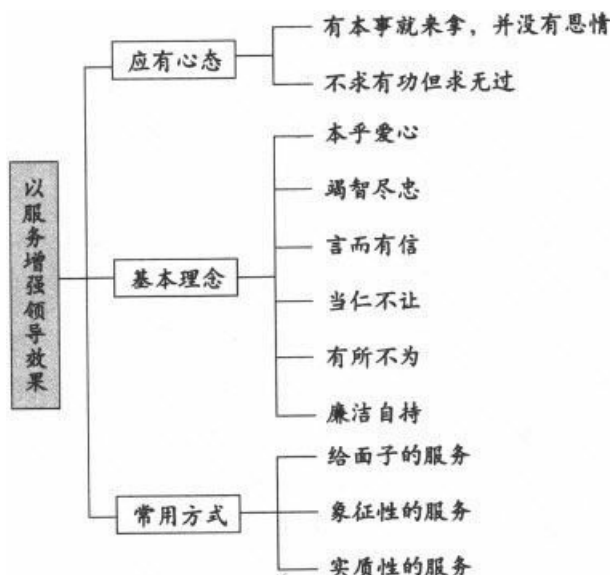 以服务增强领导效果
应有心态
有本事就来拿，并没有恩情
不求有功但求无过
基本理念
本乎爱心
竭智尽忠
言而有信
当仁不让
有所不为
廉洁自持
常用方式
给面子的服务
象征性的服务
实质性的服务